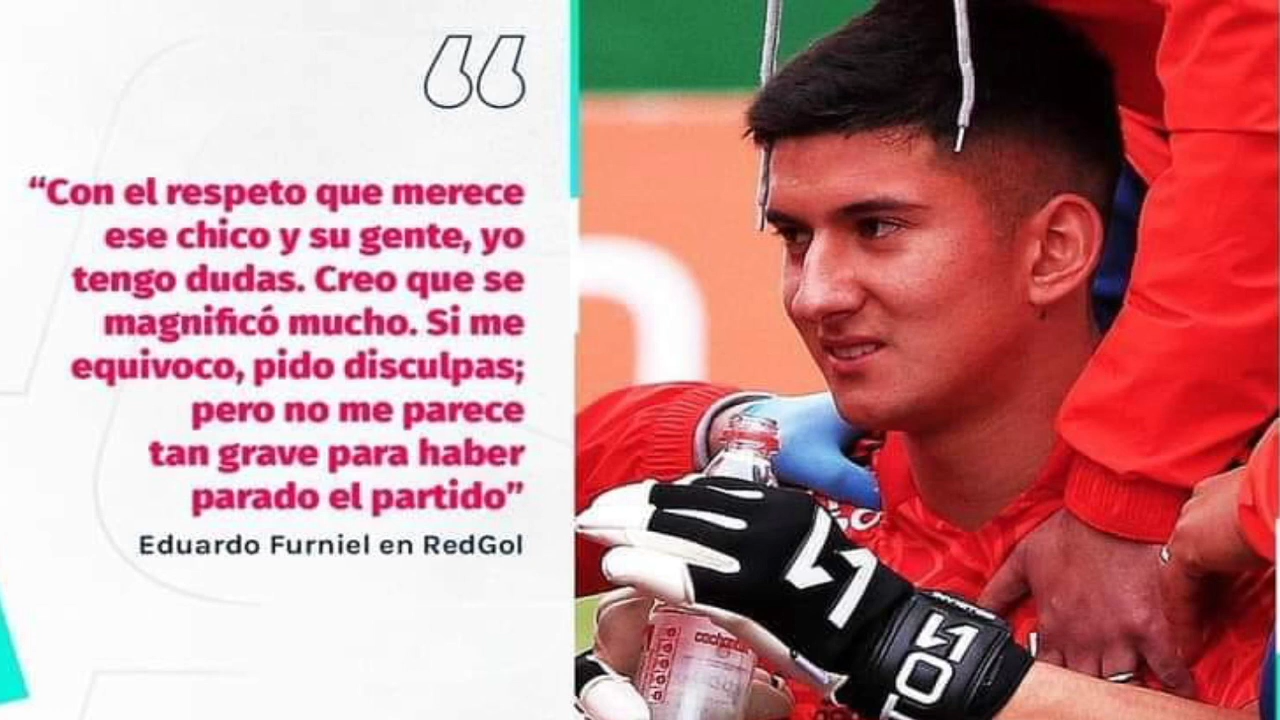 “Con el respeto que merece
ese chico y su gente, yo
tengo dudas. Creo que se
magnificó mucho. Si me
equivoco, pido disculpas;
pero no me parece
tan grave para haber
parado el partido”
Eduardo Furniel en RedGol